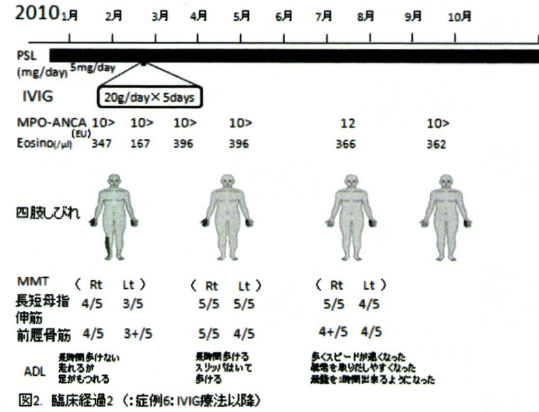 2010 1月 2月 3月 4月 5月 6月 7月 8月 9月 10月
PSL
(mg/day) 5mg/day
IVIG 20g/day×5days
MPO-ANCA 10> 10> 10> 10> 12 10>
(EU)
Eosino(/μl) 347 167 396 396 366 362
四肢しびれ
MMT ( Rt Lt ) ( Rt Lt ) ( Rt Lt )
長短母指 4/5 3/5 5/5 5/5 5/5 4/5
伸筋
前脛骨筋 4/5 3+/5 5/5 4/5 4+/5 4/5
長時間歩けない 長時間歩ける 歩くスピードが速くなった
ADL 走れるが スリッパはいて を取りだしやすくなった
足がもつれる 歩ける 時間出来るようになった
図2. 臨床経過2 (:症例6:IVIG療法以降)